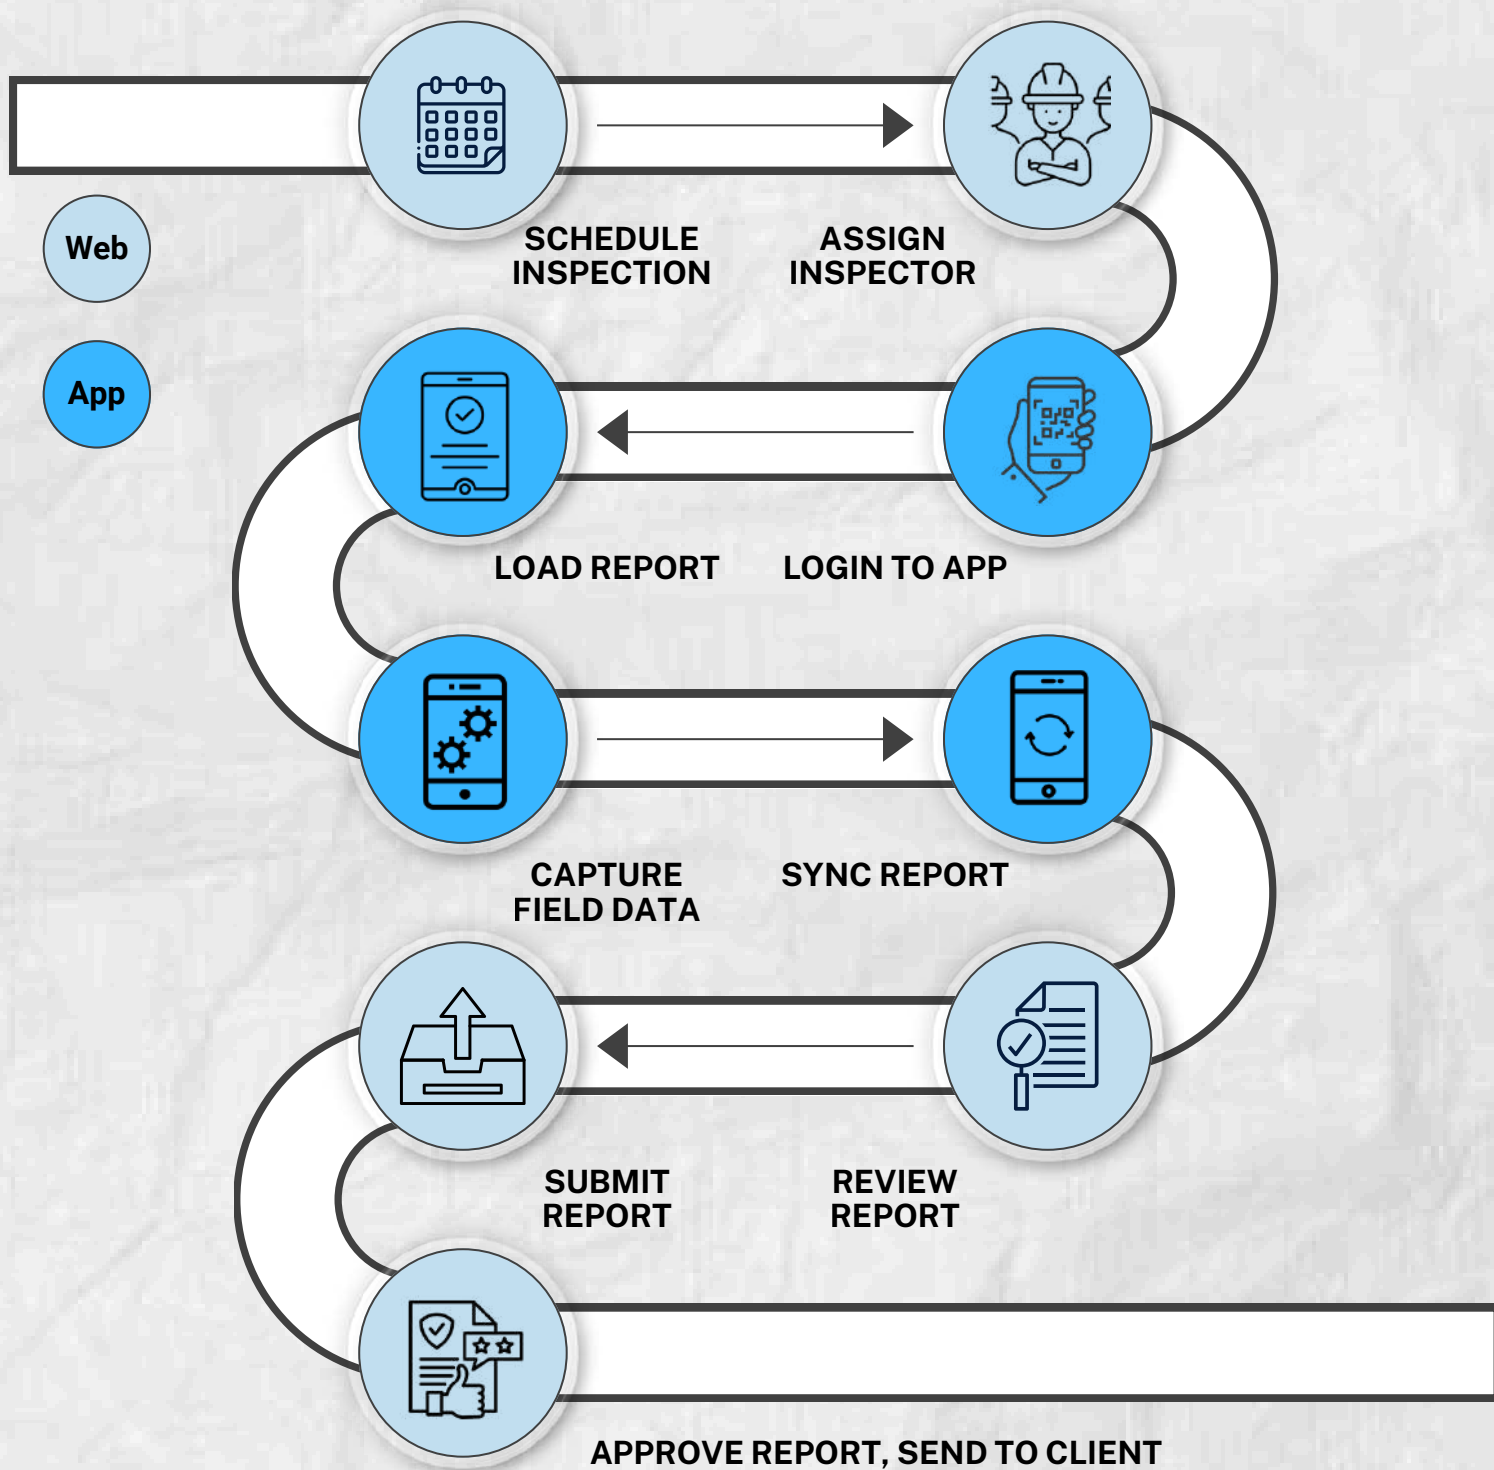 SCHEDULE
INSPECTION
ASSIGN
INSPECTOR
Web
App
LOAD REPORT
LOGIN TO APP
CAPTURE
FIELD DATA
SYNC REPORT
SUBMIT
REPORT
REVIEW
REPORT
APPROVE REPORT, SEND TO CLIENT